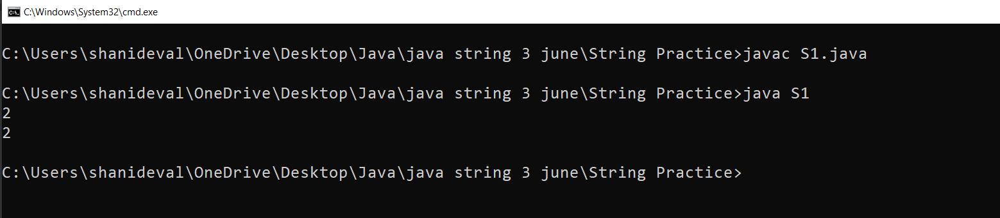 C:\Windows\System32\cmd.exe
C:\Users\shanideval\OneDrive\Desktop\Java\java string 3 june\String Practice>javac S1.java
C:\Users\shanideval\OneDrive\Desktop\Java\java string 3 june\String Practice>java S1
2
2
C:\Users\shanideval\OneDrive\Desktop\Java\java string 3 june\String Practice>